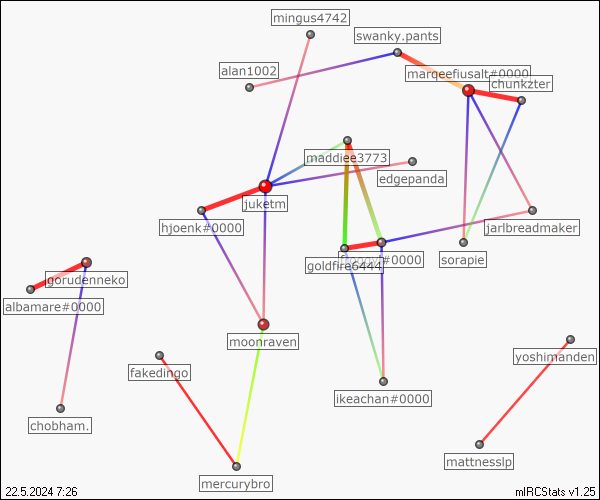 mingus4742
swanky.pants
alan1002
marqeefiusalt#0000
chunkzter
maddiee3773
edgepanda
juketm
hjoenk#0000
jarlbreadmaker
sorapie
#0000
goldfire6444
gorudenneko
albamare#0000
moonraven
yoshimanden
fakedingo
ikeachan#0000
chobham.
mattnesslp
mercurybro
22.5.2024 7:26
mIRCStats v1.25